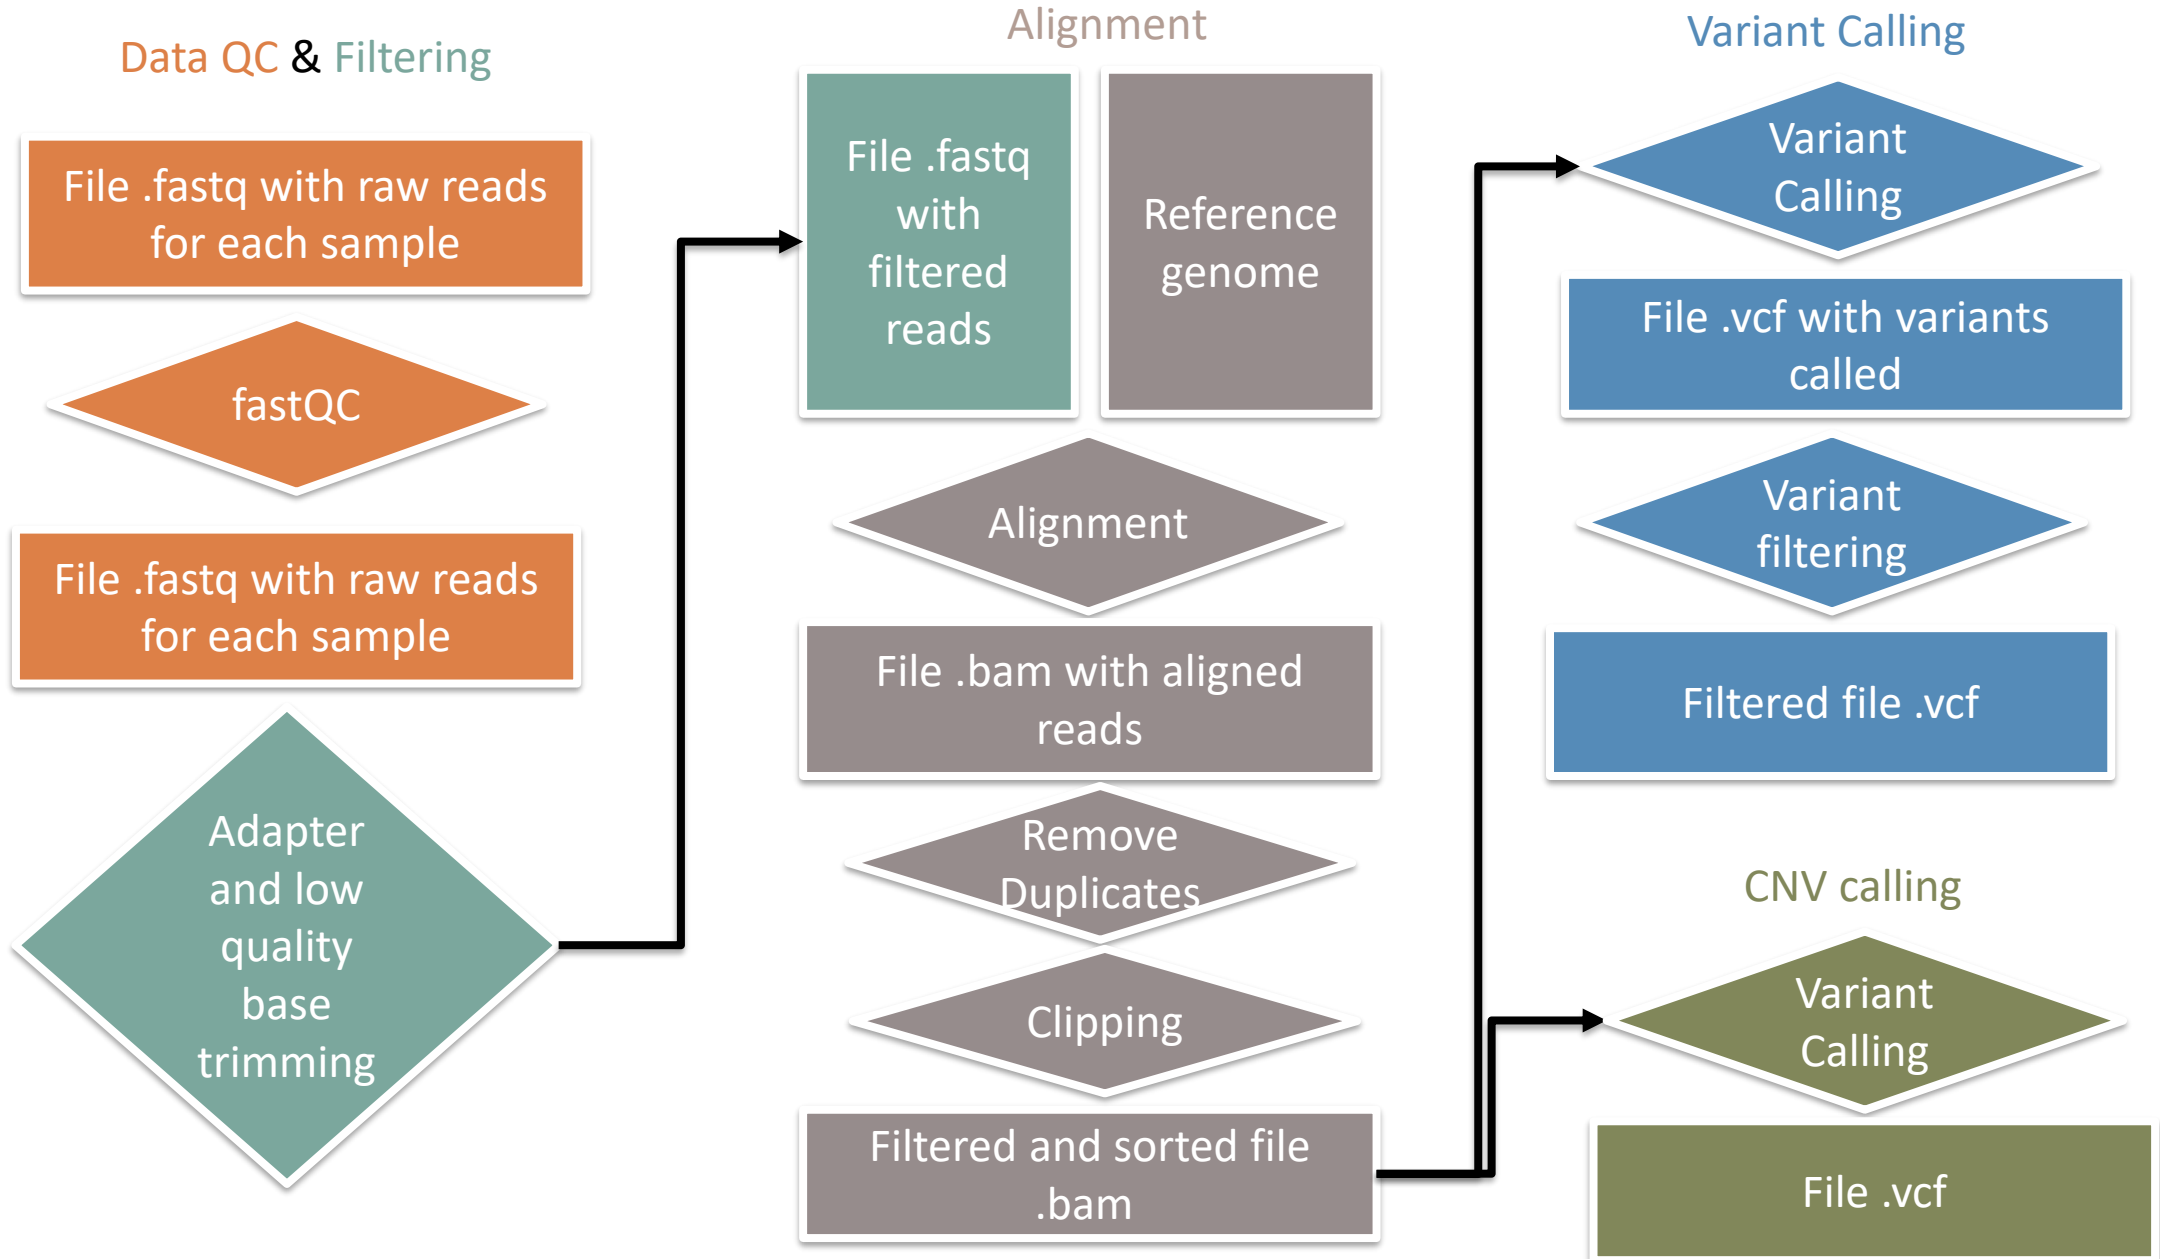 Data QC & Filtering
File .fastq with raw reads
for each sample
fastQC
File .fastq with raw reads
for each sample
Adapter
and low
quality
base
trimming
Alignment
File .fastq
with
filtered
reads
Reference
genome
Alignment
File .bam with aligned
reads
Remove
Duplicates
Clipping
Filtered and sorted file
.bam
Variant Calling
Variant
Calling
File .vcf with variants
called
Variant
filtering
Filtered file .vcf
CNV calling
Variant
Calling
File .vcf